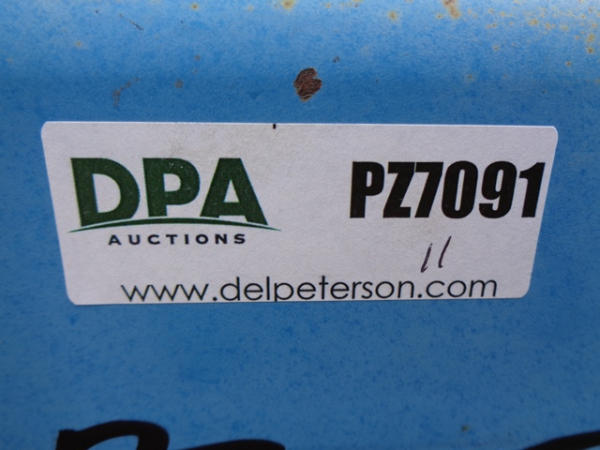 DPA
AUCTIONS
PZ7091
11
www.delpeterson.com